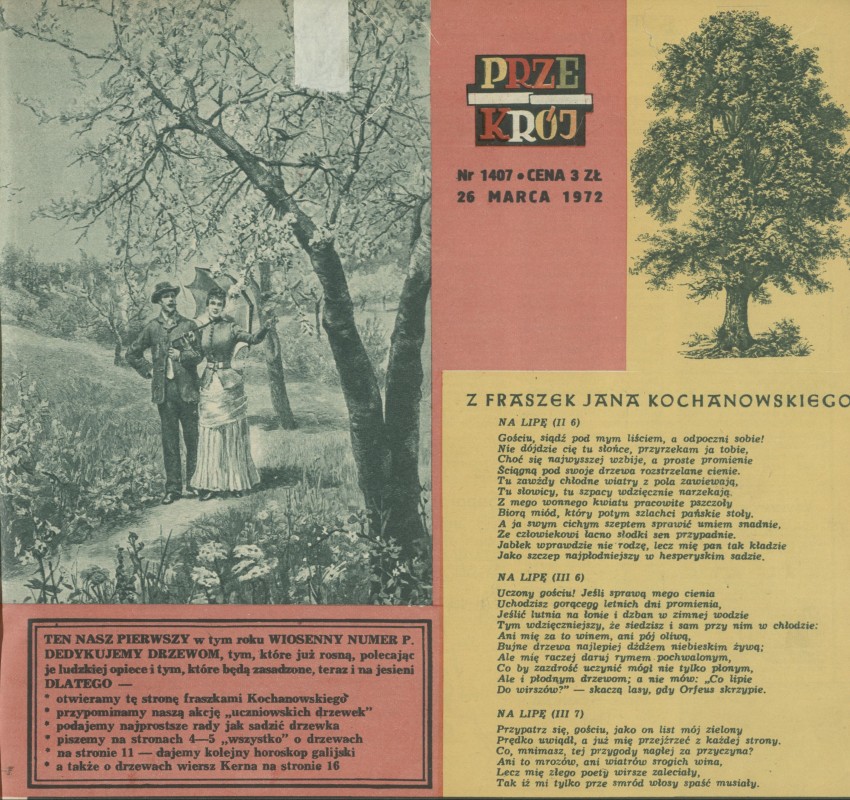 PRZE
KRÓJ
Nr 1407 • CENA 3 ZŁ
26 MARCA 1972
Z FRASZEK JANA KOCHANOWSKIEGO
NA LIPĘ (II 6)
Gościu, siądź pod mym liściem, a odpoczni sobie!
Nie dójdzie cię tu słońce, przyrzekam ja tobie,
Choć się najwyszszej wzbije, a proste promienie
Ściągną pod swoje drzewa rozstrzelane cienie.
Tu zawżdy chłodne wiatry z pola zawiewają,
Tu słowicy, tu szpacy wdzięcznie narzekają.
Z mego wonnego kwiatu pracowite pszczoły
Biorą miód, który potym szlachci pańskie stoły.
A ja swym cichym szeptem sprawić umiem snadnie,
Że człowiekowi łacno słodki sen przypadnie.
Jabłek wprawdzie nie rodzę, lecz mię pan tak kładzie
Jako szczep napłodniejszy w hesperyskim sadzie.
NA LIPĘ (III 6)
Uczony gościu! Jeśli sprawą mego cienia
Uchodzisz gorącego letnich dni promienia,
Jeślić lutnia na łonie i dzban w zimnej wodzie
Tym wdzięczniejszy, że siedzisz i sam przy nim w chłodzie:
Ani mię za to winem, ani pój oliwą,
Bujne drzewa najlepiej dżdżem niebieskim żywą;
Ale mię raczej daruj rymem pochwalonym,
Co by zazdrość uczynić mógł nie tylko płonym,
Ale i płodnym drzewom; a nie mów: „Co lipie
Do wirszów?" — skaczą lasy, gdy Orfeus skrzypie.
NA LIPĘ (III 7)
Przypatrz się, gościu, jako on list mój zielony
Prędko uwiądł, a już mię przejźrzeć z każdej strony.
Co, mnimasz, tej przygody nagłej za przyczyna?
Ani to mrozów, ani wiatrów srogich wina,
Lecz mię złego poety wirsze zaleciały,
Tak iż mi tylko prze smród włosy spaść musiały.
TEN NASZ PIERWSZY w tym roku WIOSENNY NUMER P.
DEDYKUJEMY DRZEWOM, tym, które już rosną, polecając
je ludzkiej opiece i tym, które będą zasadzone, teraz i na jesieni
DLATEGO —
* otwieramy tę stronę fraszkami Kochanowskiego
* przypominamy naszą akcję „uczniowskich drzewek"
* podajemy najprostsze rady jak sadzić drzewka
* piszemy na stronach 4—5 „wszystko" o drzewach
* na stronie 11 — dajemy kolejny horoskop galijski
* a także o drzewach wiersz Kerna na stronie 16